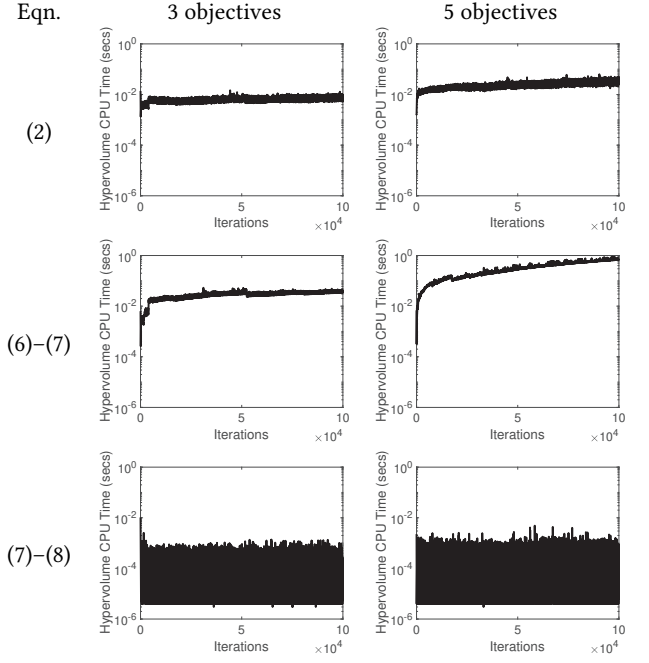 Eqn. 3 objectives 5 objectives
(2)
Hypervolume CPU Time (secs)
10^0
10^-2
10^-4
10^-6
0 5 10
Iterations ×10^4
Hypervolume CPU Time (secs)
10^0
10^-2
10^-4
10^-6
0 5 10
Iterations ×10^4
(6)–(7)
Hypervolume CPU Time (secs)
10^0
10^-2
10^-4
10^-6
0 5 10
Iterations ×10^4
Hypervolume CPU Time (secs)
10^0
10^-2
10^-4
10^-6
0 5 10
Iterations ×10^4
(7)–(8)
Hypervolume CPU Time (secs)
10^0
10^-2
10^-4
10^-6
0 5 10
Iterations ×10^4
Hypervolume CPU Time (secs)
10^0
10^-2
10^-4
10^-6
0 5 10
Iterations ×10^4